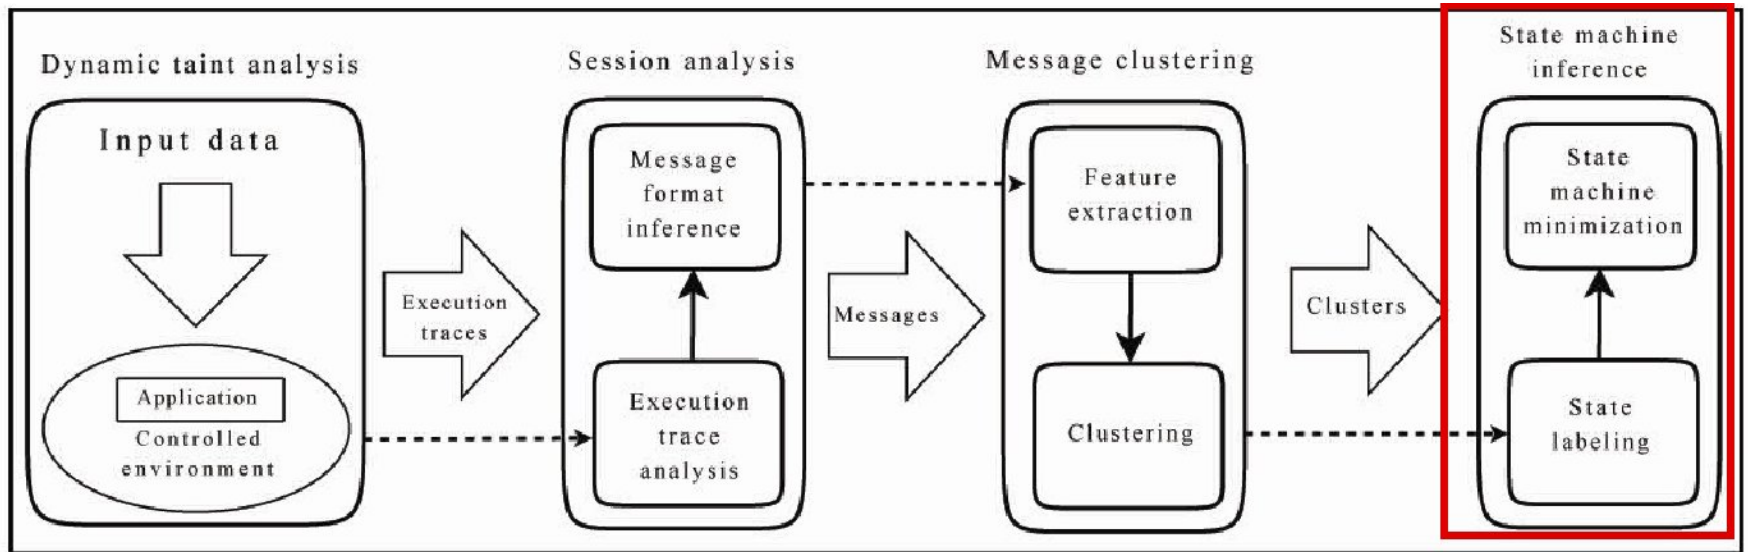 Dynamic taint analysis
Input data
Application
Controlled
environment
Execution
traces
Session analysis
Message
format
inference
Execution
trace
analysis
Messages
Message clustering
Feature
extraction
Clustering
Clusters
State machine
inference
State
machine
minimization
State
labeling